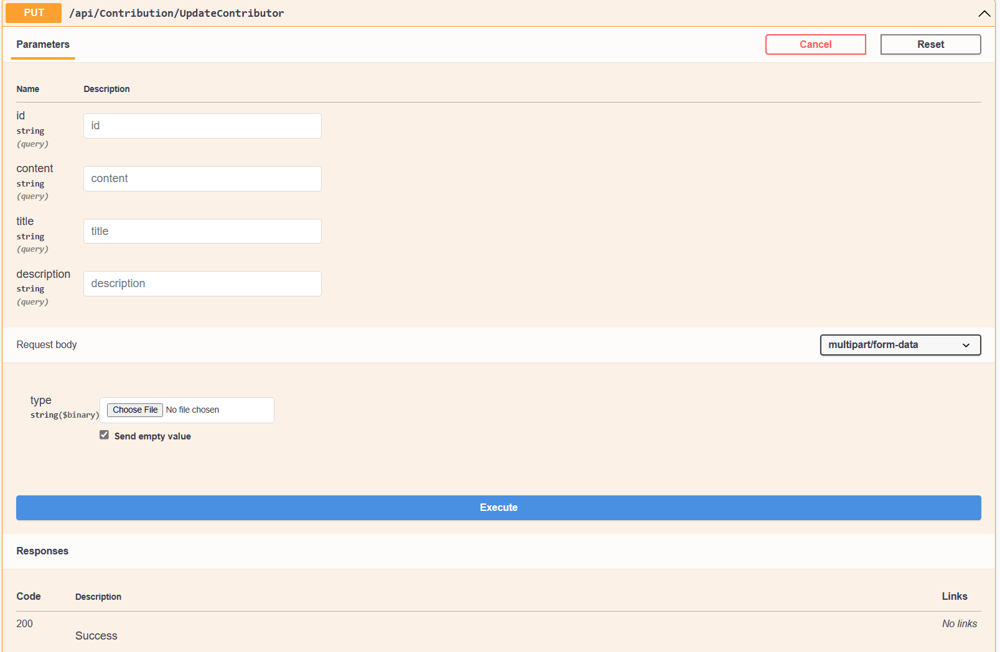 PUT /api/Contribution/UpdateContributor
Parameters Cancel Reset
Name Description
id
string
(query)
id
content
string
(query)
content
title
string
(query)
title
description
string
(query)
description
Request body multipart/form-data
type
string($binary)
Choose File No file chosen
Send empty value
Execute
Responses
Code Description Links
200 No links
Success